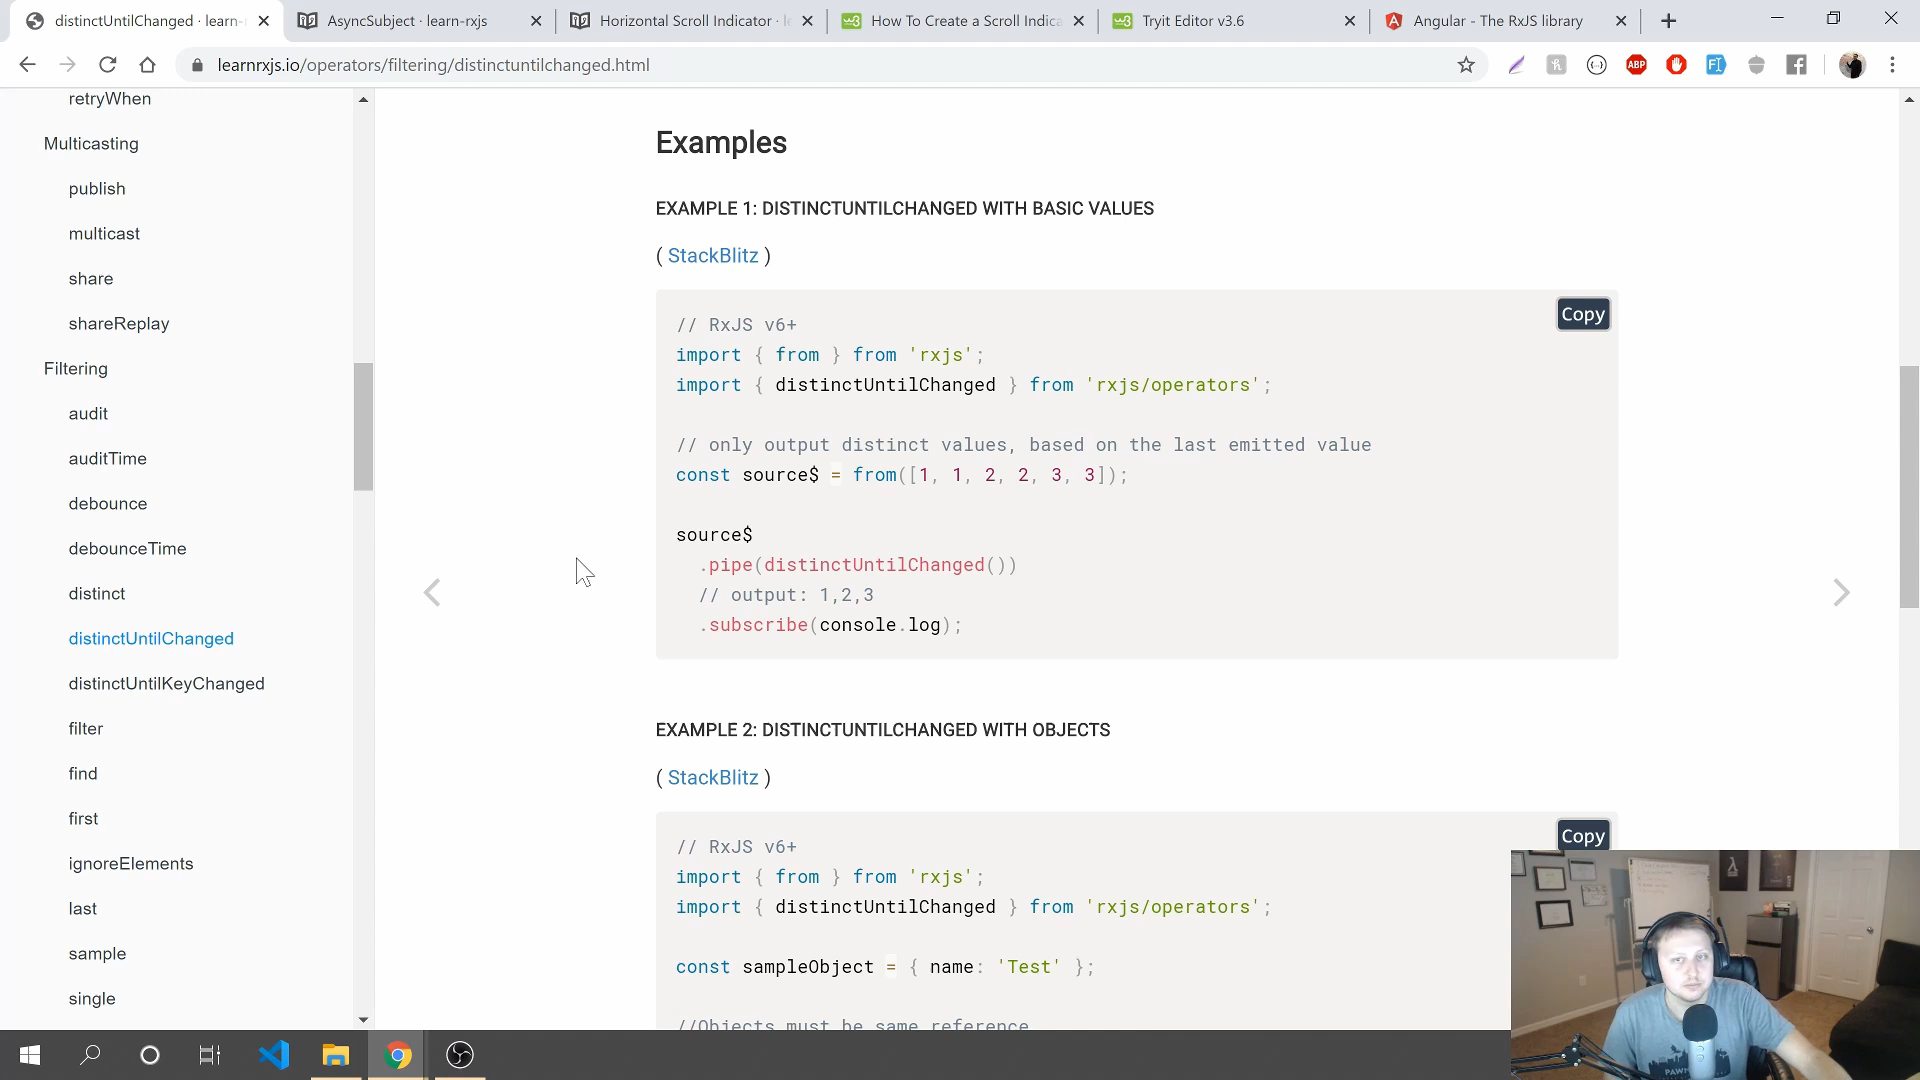 distinctUntilChanged · learn-r
AsyncSubject · learn-rxjs
Horizontal Scroll Indicator · le
How To Create a Scroll Indica
Tryit Editor v3.6
Angular - The RxJS library
learnrxjs.io/operators/filtering/distinctuntilchanged.html
ABP
retryWhen
Multicasting
publish
multicast
share
shareReplay
Filtering
audit
auditTime
debounce
debounceTime
distinct
distinctUntilChanged
distinctUntilKeyChanged
filter
find
first
ignoreElements
last
sample
single
Examples
EXAMPLE 1: DISTINCTUNTILCHANGED WITH BASIC VALUES
( StackBlitz )
Copy
// RxJS v6+
import { from } from 'rxjs';
import { distinctUntilChanged } from 'rxjs/operators';
// only output distinct values, based on the last emitted value
const source$ = from([1, 1, 2, 2, 3, 3]);
source$
.pipe(distinctUntilChanged())
// output: 1,2,3
.subscribe(console.log);
EXAMPLE 2: DISTINCTUNTILCHANGED WITH OBJECTS
( StackBlitz )
Copy
// RxJS v6+
import { from } from 'rxjs';
import { distinctUntilChanged } from 'rxjs/operators';
const sampleObject = { name: 'Test' };
//Objects must be same reference